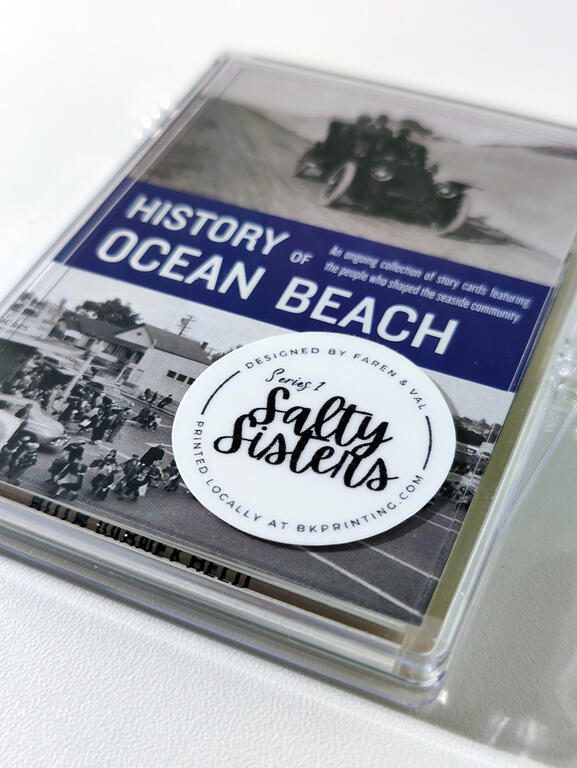 HISTORY OF
OCEAN BEACH
An ongoing collection of story cards featuring
the people who shaped the seaside community
DESIGNED BY FAREN & VAL
Series 1
Salty
Sisters
PRINTED LOCALLY AT BKPRINTING.COM